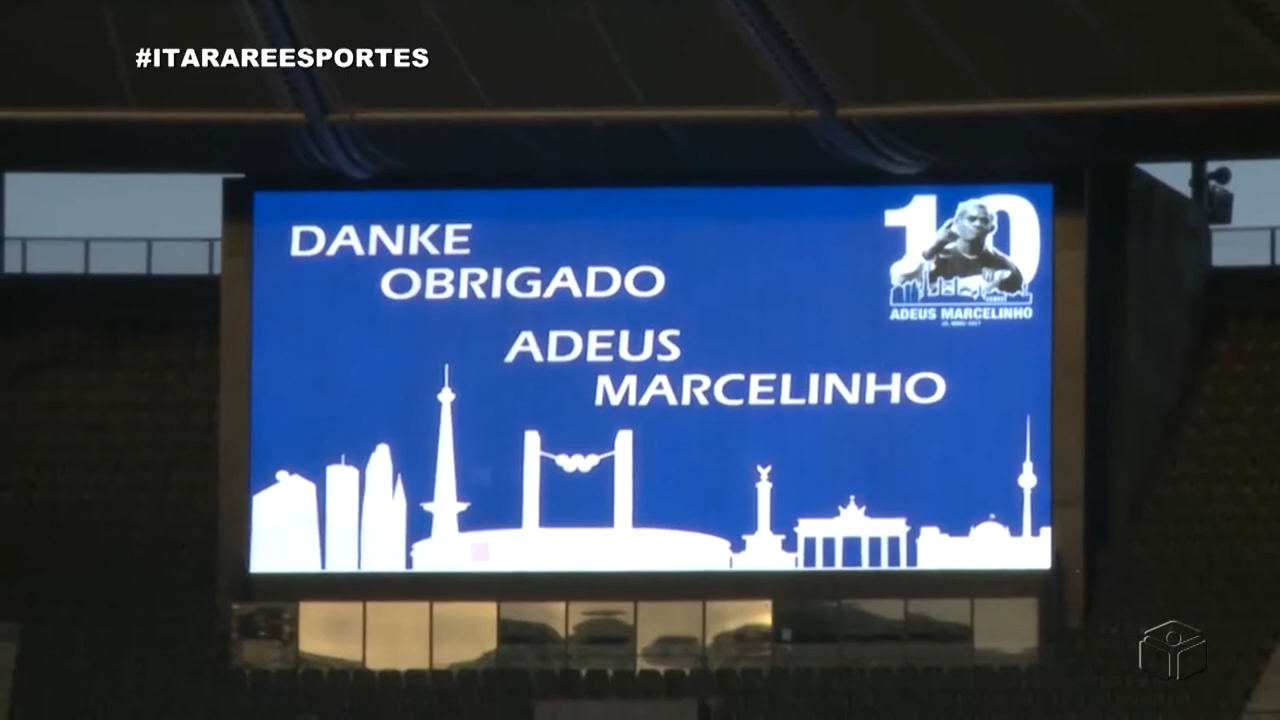 #ITARAREESPORTES
DANKE
OBRIGADO
ADEUS
MARCELINHO
10
ADEUS MARCELINHO